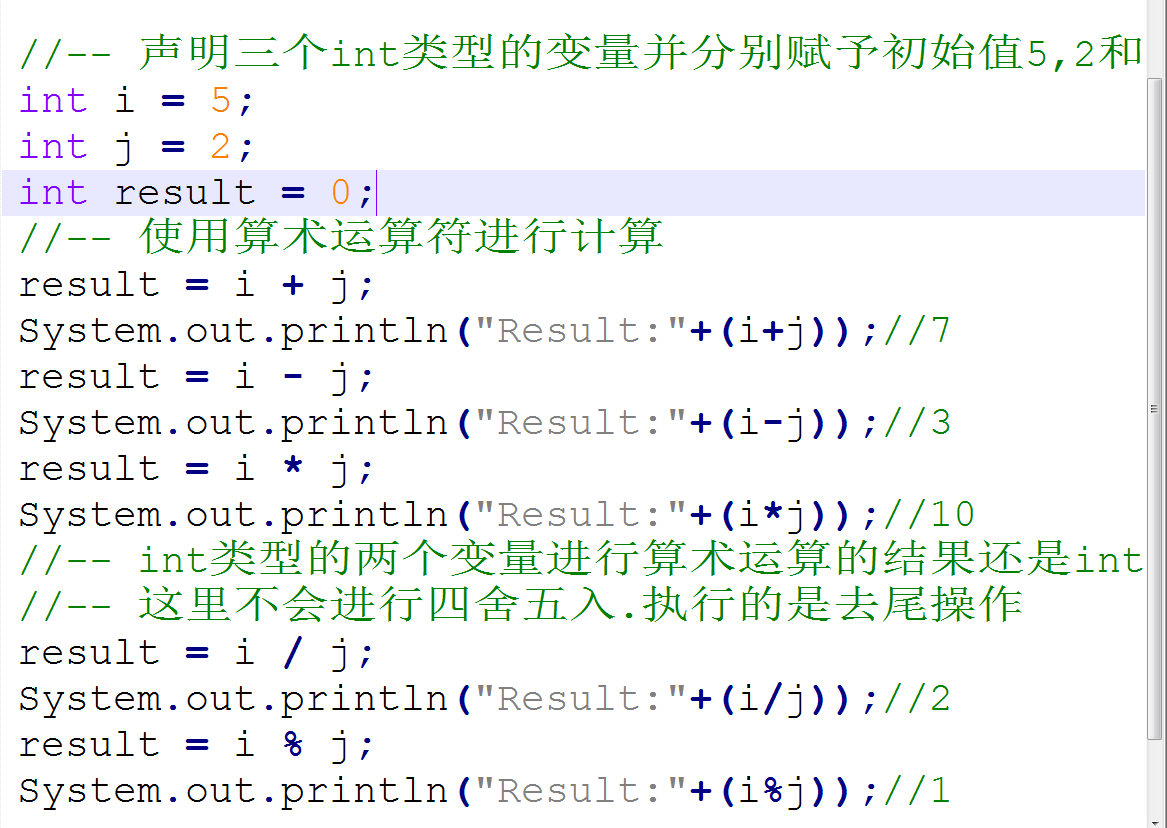 //-- 声明三个int类型的变量并分别赋予初始值5,2和
int i = 5;
int j = 2;
int result = 0;
//-- 使用算术运算符进行计算
result = i + j;
System.out.println("Result:"+(i+j));//7
result = i - j;
System.out.println("Result:"+(i-j));//3
result = i * j;
System.out.println("Result:"+(i*j));//10
//-- int类型的两个变量进行算术运算的结果还是int
//-- 这里不会进行四舍五入.执行的是去尾操作
result = i / j;
System.out.println("Result:"+(i/j));//2
result = i % j;
System.out.println("Result:"+(i%j));//1